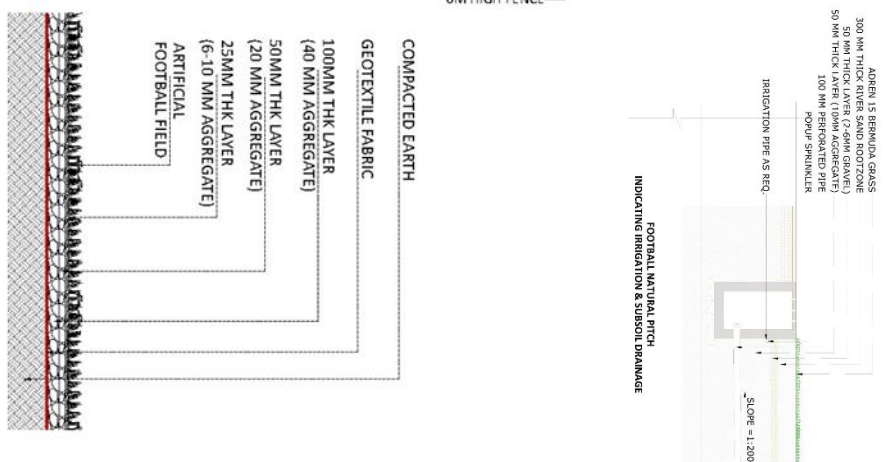 COMPACTED EARTH
GEOTEXTILE FABRIC
100MM THK LAYER
(40 MM AGGREGATE)
50MM THK LAYER
(20 MM AGGREGATE)
25MM THK LAYER
(6-10 MM AGGREGATE)
ARTIFICIAL
FOOTBALL FIELD
ADREN 15 BERMUDA GRASS
300 MM THICK RIVER SAND ROOTZONE
50 MM THICK LAYER (2-6MM GRAVEL)
50 MM THICK LAYER (10MM AGGREGATE)
100 MM PERFORATED PIPE
POPUP SPRINKLER
IRRIGATION PIPE AS REQ.
SLOPE =1:200
FOOTBALL NATURAL PITCH
INDICATING IRRIGATION & SUBSOIL DRAINAGE